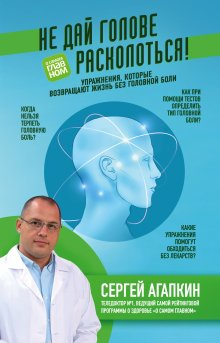 НЕ ДАЙ ГОЛОВЕ
РАСКОЛОТЬСЯ!
О САМОМ
ГЛАВНОМ
УПРАЖНЕНИЯ, КОТОРЫЕ
ВОЗВРАЩАЮТ ЖИЗНЬ БЕЗ ГОЛОВНОЙ БОЛИ
КОГДА
НЕЛЬЗЯ
ТЕРПЕТЬ
ГОЛОВНУЮ
БОЛЬ?
КАК ПРИ
ПОМОЩИ ТЕСТОВ
ОПРЕДЕЛИТЬ
ТИП ГОЛОВНОЙ
БОЛИ?
КАКИЕ
УПРАЖНЕНИЯ
ПОМОГУТ
ОБХОДИТЬСЯ
БЕЗ ЛЕКАРСТВ?
СЕРГЕЙ АГАПКИН
ТЕЛЕДОКТОР №1, ВЕДУЩИЙ САМОЙ РЕЙТИНГОВОЙ
ПРОГРАММЫ О ЗДОРОВЬЕ «О САМОМ ГЛАВНОМ»